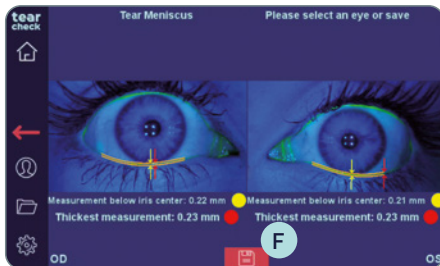 tear
check
Tear Meniscus
Please select an eye or save
Measurement below iris center: 0.22 mm
Thickest measurement: 0.23 mm
Measurement below iris center: 0.21 mm
Thickest measurement: 0.23 mm
F
OD
OS